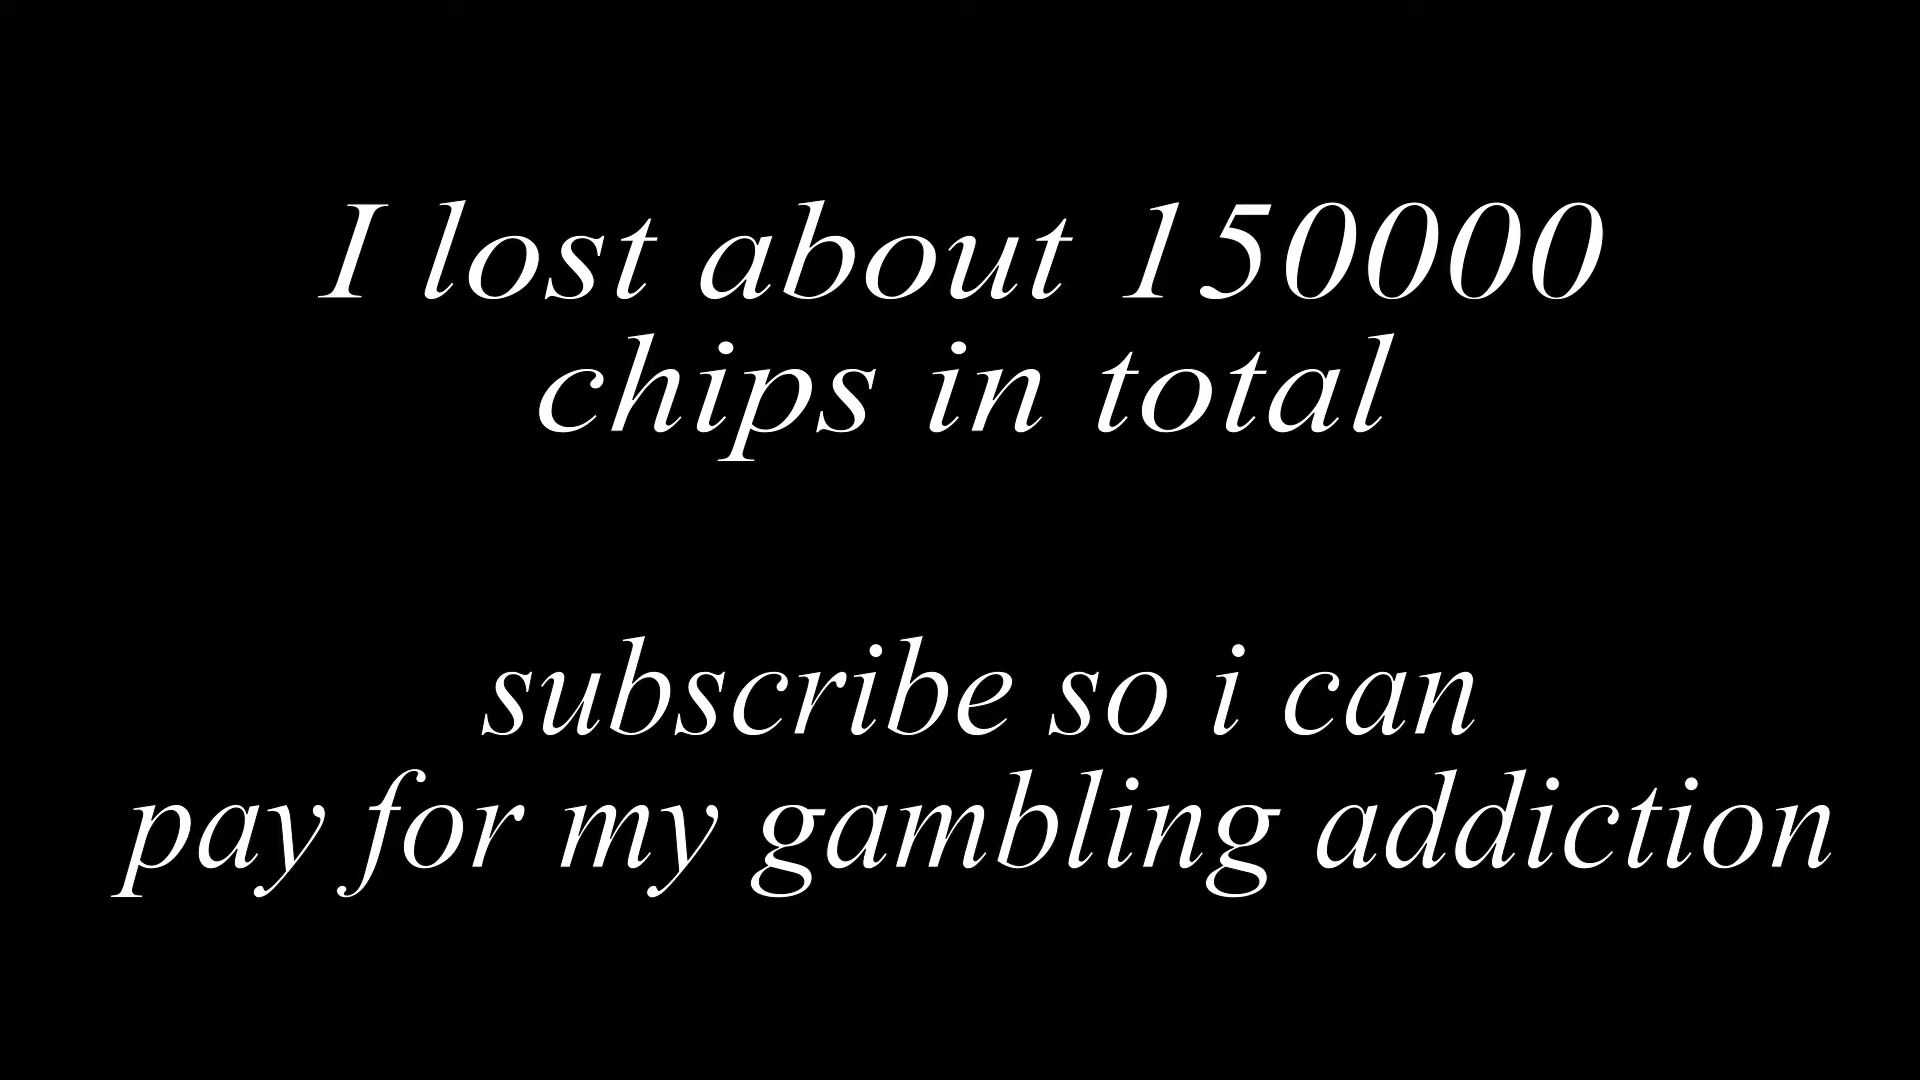 I lost about 150000
chips in total
subscribe so i can
pay for my gambling addiction